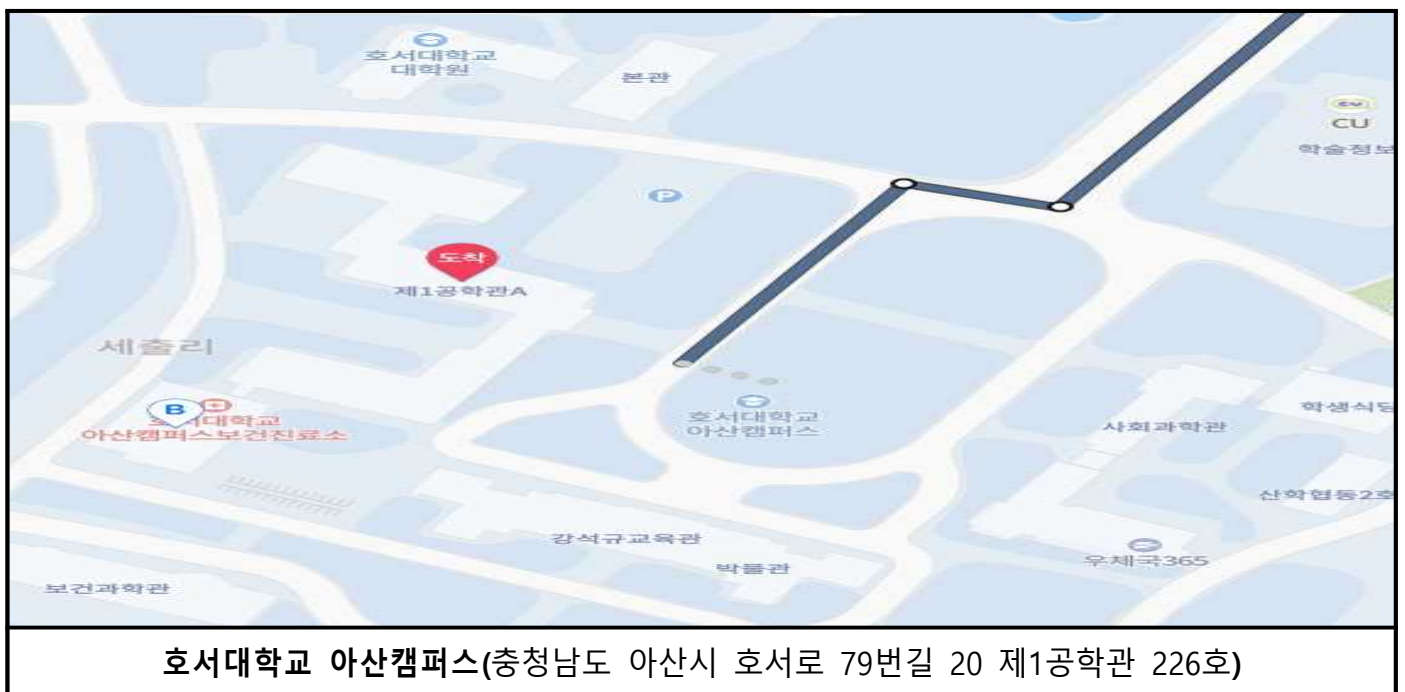 호서대학교
대학원
본관
CU
CU
학술정보
P
도착
제1공학관A
세출리
B
호서대학교
아산캠퍼스보건진료소
호서대학교
아산캠퍼스
사회과학관
학생식당
산학협동2호
강석규교육관
박물관
우체국365
보건과학관
호서대학교 아산캠퍼스(충청남도 아산시 호서로 79번길 20 제1공학관 226호)